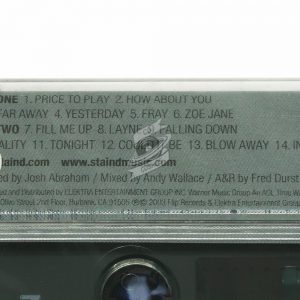 ONE 1. PRICE TO PLAY 2. HOW ABOUT YOU
FAR AWAY 4. YESTERDAY 5. FRAY 6. ZOE JANE
TWO 7. FILL ME UP 8. LAYNE 9. FALLING DOWN
ALITY 11. TONIGHT 12. COULD BE 13. BLOW AWAY 14. IN
aind.com www.staindmusic.com
ed by Josh Abraham / Mixed by Andy Wallace / A&R by Fred Durst
and Distributed by ELEKTRA ENTERTAINMENT GROUP INC. Warner Music Group An AOL Time
Olive Street 2nd Floor, Burbank, CA 91505 ℗ © 2003 Flip Records & Elektra Entertainment Group